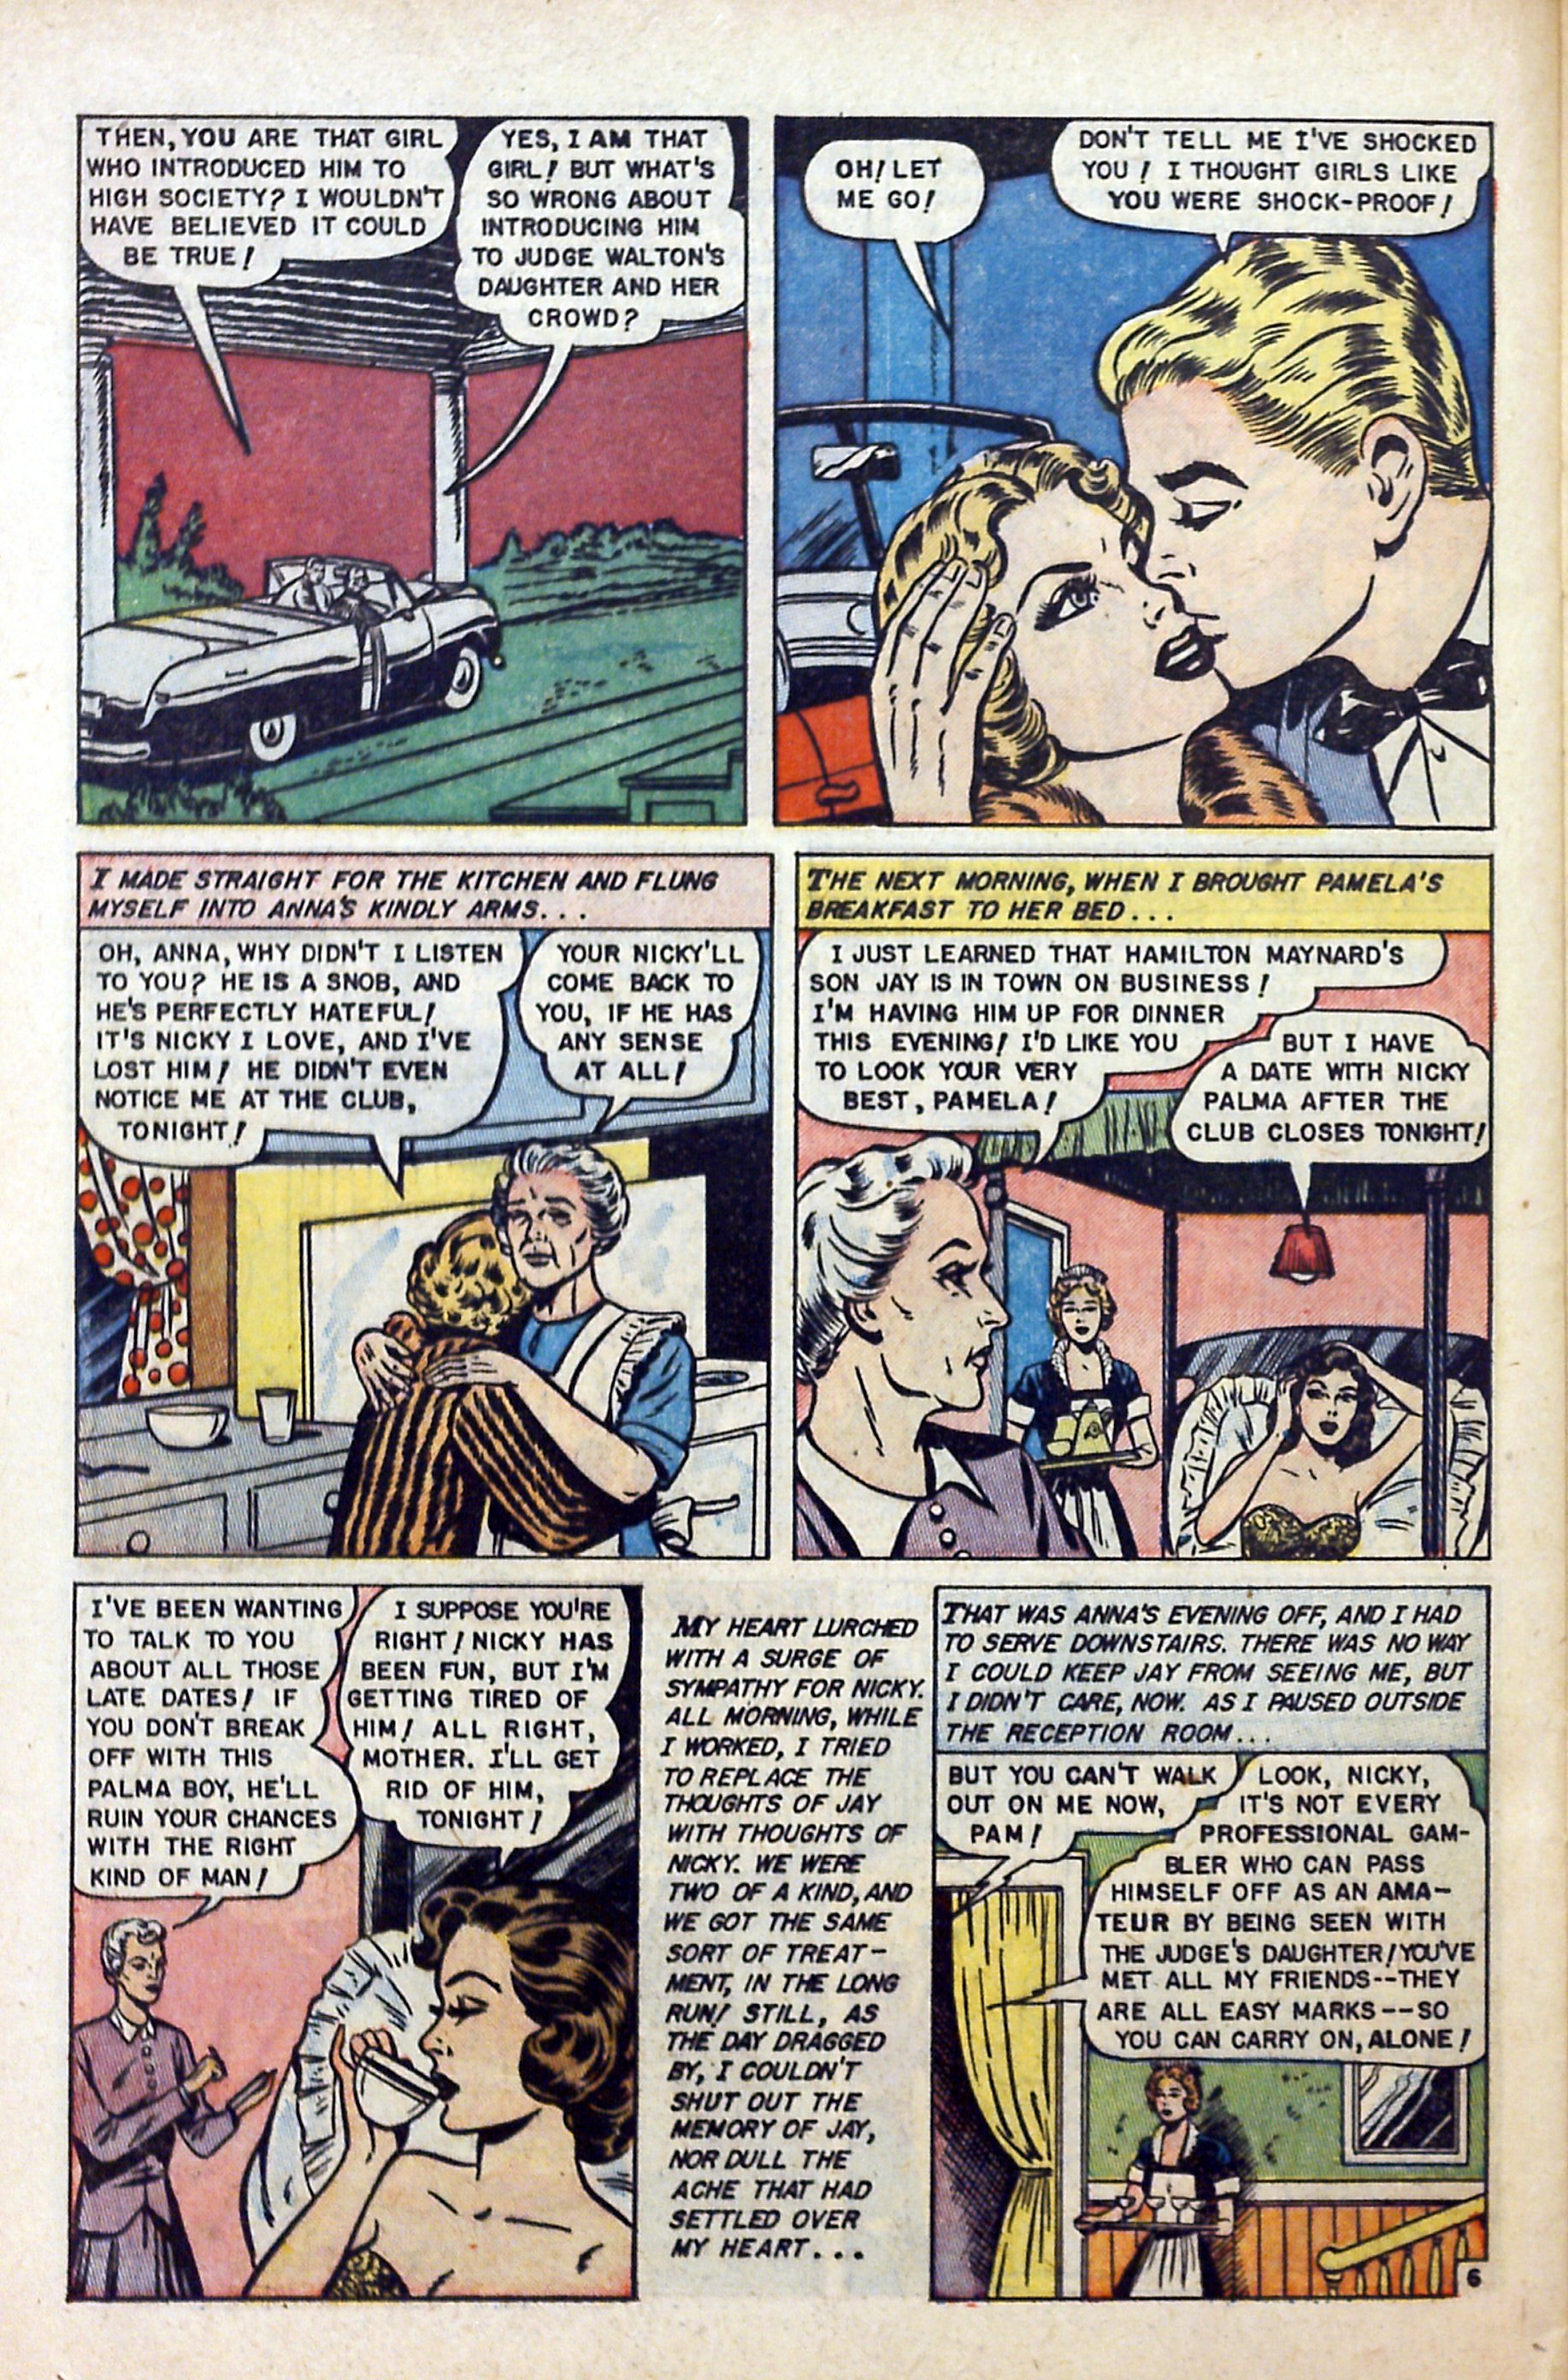 THEN, YOU ARE THAT GIRL
WHO INTRODUCED HIM TO
HIGH SOCIETY? I WOULDN'T
HAVE BELIEVED IT COULD
BE TRUE!
YES, I AM THAT
GIRL! BUT WHAT'S
SO WRONG ABOUT
INTRODUCING HIM
TO JUDGE WALTON'S
DAUGHTER AND HER
CROWD?
OH! LET
ME GO!
DON'T TELL ME I'VE SHOCKED
YOU! I THOUGHT GIRLS LIKE
YOU WERE SHOCK-PROOF!
I MADE STRAIGHT FOR THE KITCHEN AND FLUNG
MYSELF INTO ANNA'S KINDLY ARMS...
OH, ANNA, WHY DIDN'T I LISTEN
TO YOU? HE IS A SNOB, AND
HE'S PERFECTLY HATEFUL!
IT'S NICKY I LOVE, AND I'VE
LOST HIM! HE DIDN'T EVEN
NOTICE ME AT THE CLUB,
TONIGHT!
YOUR NICKY'LL
COME BACK TO
YOU, IF HE HAS
ANY SENSE
AT ALL!
THE NEXT MORNING, WHEN I BROUGHT PAMELA'S
BREAKFAST TO HER BED...
I JUST LEARNED THAT HAMILTON MAYNARD'S
SON JAY IS IN TOWN ON BUSINESS!
I'M HAVING HIM UP FOR DINNER
THIS EVENING! I'D LIKE YOU
TO LOOK YOUR VERY
BEST, PAMELA!
BUT I HAVE
A DATE WITH NICKY
PALMA AFTER THE
CLUB CLOSES TONIGHT!
I'VE BEEN WANTING
TO TALK TO YOU
ABOUT ALL THOSE
LATE DATES! IF
YOU DON'T BREAK
OFF WITH THIS
PALMA BOY, HE'LL
RUIN YOUR CHANCES
WITH THE RIGHT
KIND OF MAN!
I SUPPOSE YOU'RE
RIGHT! NICKY HAS
BEEN FUN, BUT I'M
GETTING TIRED OF
HIM! ALL RIGHT,
MOTHER. I'LL GET
RID OF HIM,
TONIGHT!
MY HEART LURCHED
WITH A SURGE OF
SYMPATHY FOR NICKY.
ALL MORNING, WHILE
I WORKED, I TRIED
TO REPLACE THE
THOUGHTS OF JAY
WITH THOUGHTS OF
NICKY. WE WERE
TWO OF A KIND, AND
WE GOT THE SAME
SORT OF TREAT-
MENT, IN THE LONG
RUN! STILL, AS
THE DAY DRAGGED
BY, I COULDN'T
SHUT OUT THE
MEMORY OF JAY,
NOR DULL THE
ACHE THAT HAD
SETTLED OVER
MY HEART...
THAT WAS ANNA'S EVENING OFF, AND I HAD
TO SERVE DOWNSTAIRS. THERE WAS NO WAY
I COULD KEEP JAY FROM SEEING ME, BUT
I DIDN'T CARE, NOW. AS I PAUSED OUTSIDE
THE RECEPTION ROOM...
BUT YOU CAN'T WALK
OUT ON ME NOW,
PAM!
LOOK, NICKY,
IT'S NOT EVERY
PROFESSIONAL GAM-
BLER WHO CAN PASS
HIMSELF OFF AS AN AMA-
TEUR BY BEING SEEN WITH
THE JUDGE'S DAUGHTER! YOU'VE
MET ALL MY FRIENDS--THEY
ARE ALL EASY MARKS--SO
YOU CAN CARRY ON, ALONE!
6